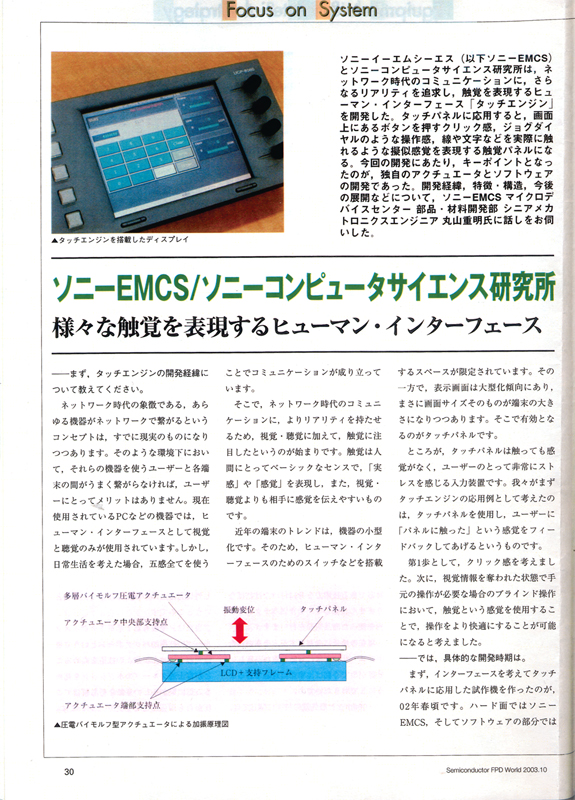 Focus on System
ソニーイーエムシーエス（以下ソニーEMCS）
とソニーコンピュータサイエンス研究所は，ネ
ットワーク時代のコミュニケーションに，さら
なるリアリティを追求し，触覚を表現するヒュ
ーマン・インターフェース「タッチエンジン」
を開発した。タッチパネルに応用すると，画面
上にあるボタンを押すクリック感，ジョグダイ
ヤルのような操作感，線や文字などを実際に触
れるような擬似感覚を表現する触覚パネルにな
る。今回の開発にあたり，キーポイントとなっ
たのが，独自のアクチュエータとソフトウェア
の開発であった。開発経緯，特徴・構造，今後
の展開などについて，ソニーEMCS マイクロデ
バイスセンター 部品・材料開発部 シニアメカ
トロニクスエンジニア 丸山重明氏に話しをお伺
いした。
▲タッチエンジンを搭載したディスプレイ
ソニーEMCS/ソニーコンピュータサイエンス研究所
様々な触覚を表現するヒューマン・インターフェース
――まず，タッチエンジンの開発経緯に
ついて教えてください。
ネットワーク時代の象徴である，あら
ゆる機器がネットワークで繋がるという
コンセプトは，すでに現実のものになり
つつあります。そのような環境下におい
て，それらの機器を使うユーザーと各端
末の間がうまく繋がらなければ，ユーザ
ーにとってメリットはありません。現在
使用されているPCなどの機器では，ヒ
ューマン・インターフェースとして視覚
と聴覚のみが使用されています。しかし，
日常生活を考えた場合，五感全てを使う
ことでコミュニケーションが成り立って
います。
そこで，ネットワーク時代のコミュニ
ケーションに，よりリアリティを持たせ
るため，視覚・聴覚に加えて，触覚に注
目したというのが始まりです。触覚は人
間にとってベーシックなセンスで，「実
感」や「感覚」を表現し，また，視覚・
聴覚よりも相手に感覚を伝えやすいもの
です。
近年の端末のトレンドは，機器の小型
化です。そのため，ヒューマン・インタ
ーフェースのためのスイッチなどを搭載
するスペースが限定されています。その
一方で，表示画面は大型化傾向にあり，
まさに画面サイズそのものが端末の大き
さになりつつあります。そこで有効とな
るのがタッチパネルです。
ところが，タッチパネルは触っても感
覚がなく，ユーザーのとって非常にスト
レスを感じる入力装置です。我々がまず
タッチエンジンの応用例として考えたの
は，タッチパネルを使用し，ユーザーに
「パネルに触った」という感覚をフィー
ドバックしてあげるというものです。
第1歩として，クリック感を考えまし
た。次に，視覚情報を奪われた状態で手
元の操作が必要な場合のブラインド操作
において，触覚という感覚を使用するこ
とで，操作をより快適にすることが可能
になると考えました。
――では，具体的な開発時期は。
まず，インターフェースを考えてタッチ
パネルに応用した試作機を作ったのが，
02年春頃です。ハード面ではソニー
EMCS，そしてソフトウェアの部分では
多層バイモルフ圧電アクチュエータ
振動変位
タッチパネル
アクチュエータ中央部支持点
LCD+支持フレーム
アクチュエータ端部支持点
▲圧電バイモルフ型アクチュエータによる加振原理図
30
Semiconductor FPD World 2003.10